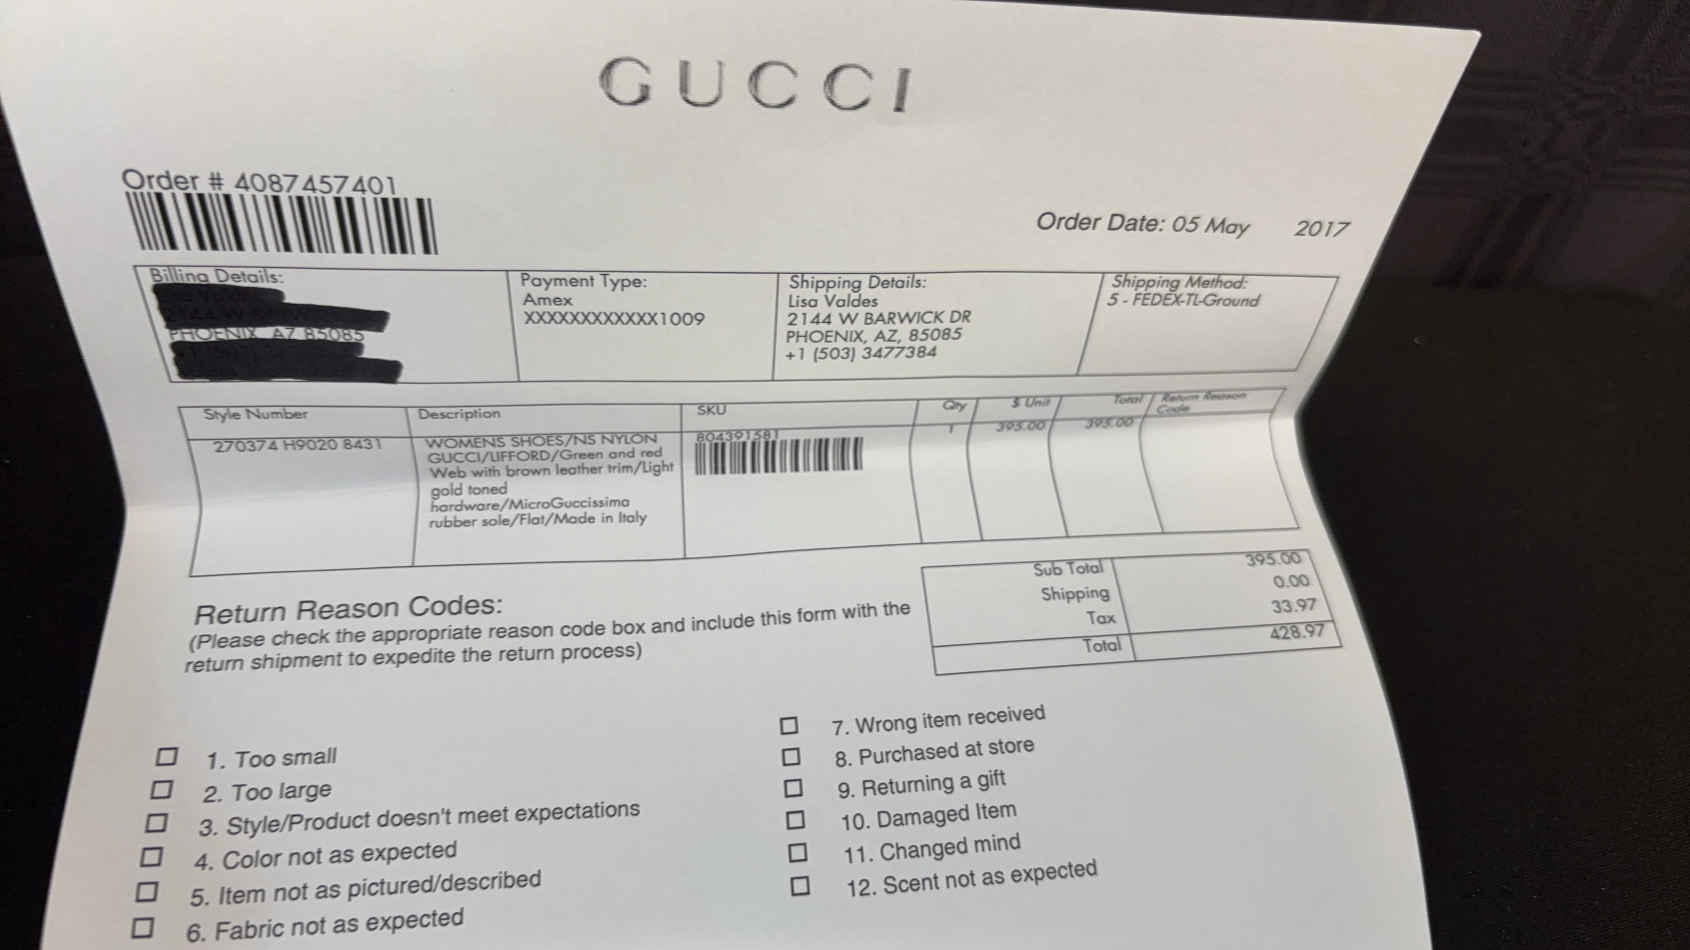 GUCCI
Order # 4087457401
Order Date: 05 May 2017
Billing Details:
PHOENIX, AZ 85085
Payment Type:
Amex
XXXXXXXXXXXX1009
Shipping Details:
Lisa Valdes
2144 W BARWICK DR
PHOENIX, AZ, 85085
+1 (503) 3477384
Shipping Method:
5 - FEDEX-TL-Ground
Style Number Description SKU Qty $ Unit Total Return Reason
Code
270374 H9020 8431
WOMENS SHOES/NS NYLON
GUCCI/LIFFORD/Green and red
Web with brown leather trim/Light
gold toned
hardware/MicroGuccissima
rubber sole/Flat/Made in Italy
804391581
1 395.00 395.00
Sub Total 395.00
Shipping 0.00
Tax 33.97
Total 428.97
Return Reason Codes:
(Please check the appropriate reason code box and include this form with the
return shipment to expedite the return process)
1. Too small
2. Too large
3. Style/Product doesn't meet expectations
4. Color not as expected
5. Item not as pictured/described
6. Fabric not as expected
7. Wrong item received
8. Purchased at store
9. Returning a gift
10. Damaged Item
11. Changed mind
12. Scent not as expected